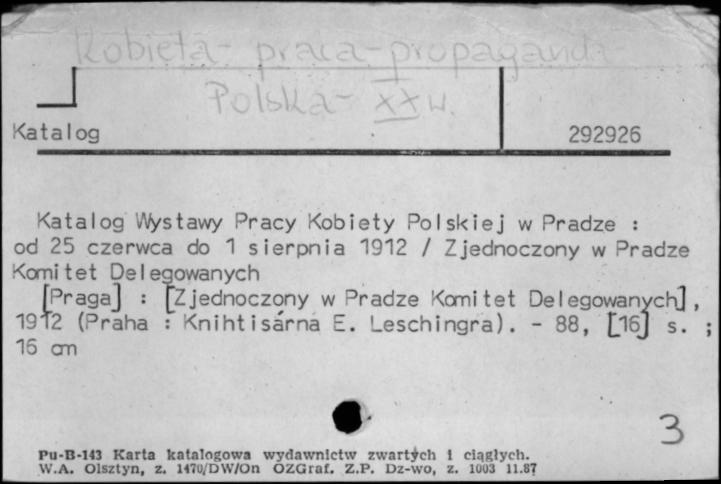 Kobieta - praca - propaganda -
Polska - XX w.
Katalog 292926
Katalog Wystawy Pracy Kobiety Polskiej w Pradze :
od 25 czerwca do 1 sierpnia 1912 / Zjednoczony w Pradze
Komitet Delegowanych
[Praga] : [Zjednoczony w Pradze Komitet Delegowanych],
1912 (Praha : Knihtisárna E. Leschingra). - 88, [16] s. ;
16 cm
3
Pu-B-143 Karta katalogowa wydawnictw zwartych i ciągłych.
W.A. Olsztyn, z. 1470/DW/On OZGraf. Z.P. Dz-wo, z. 1003 11.87